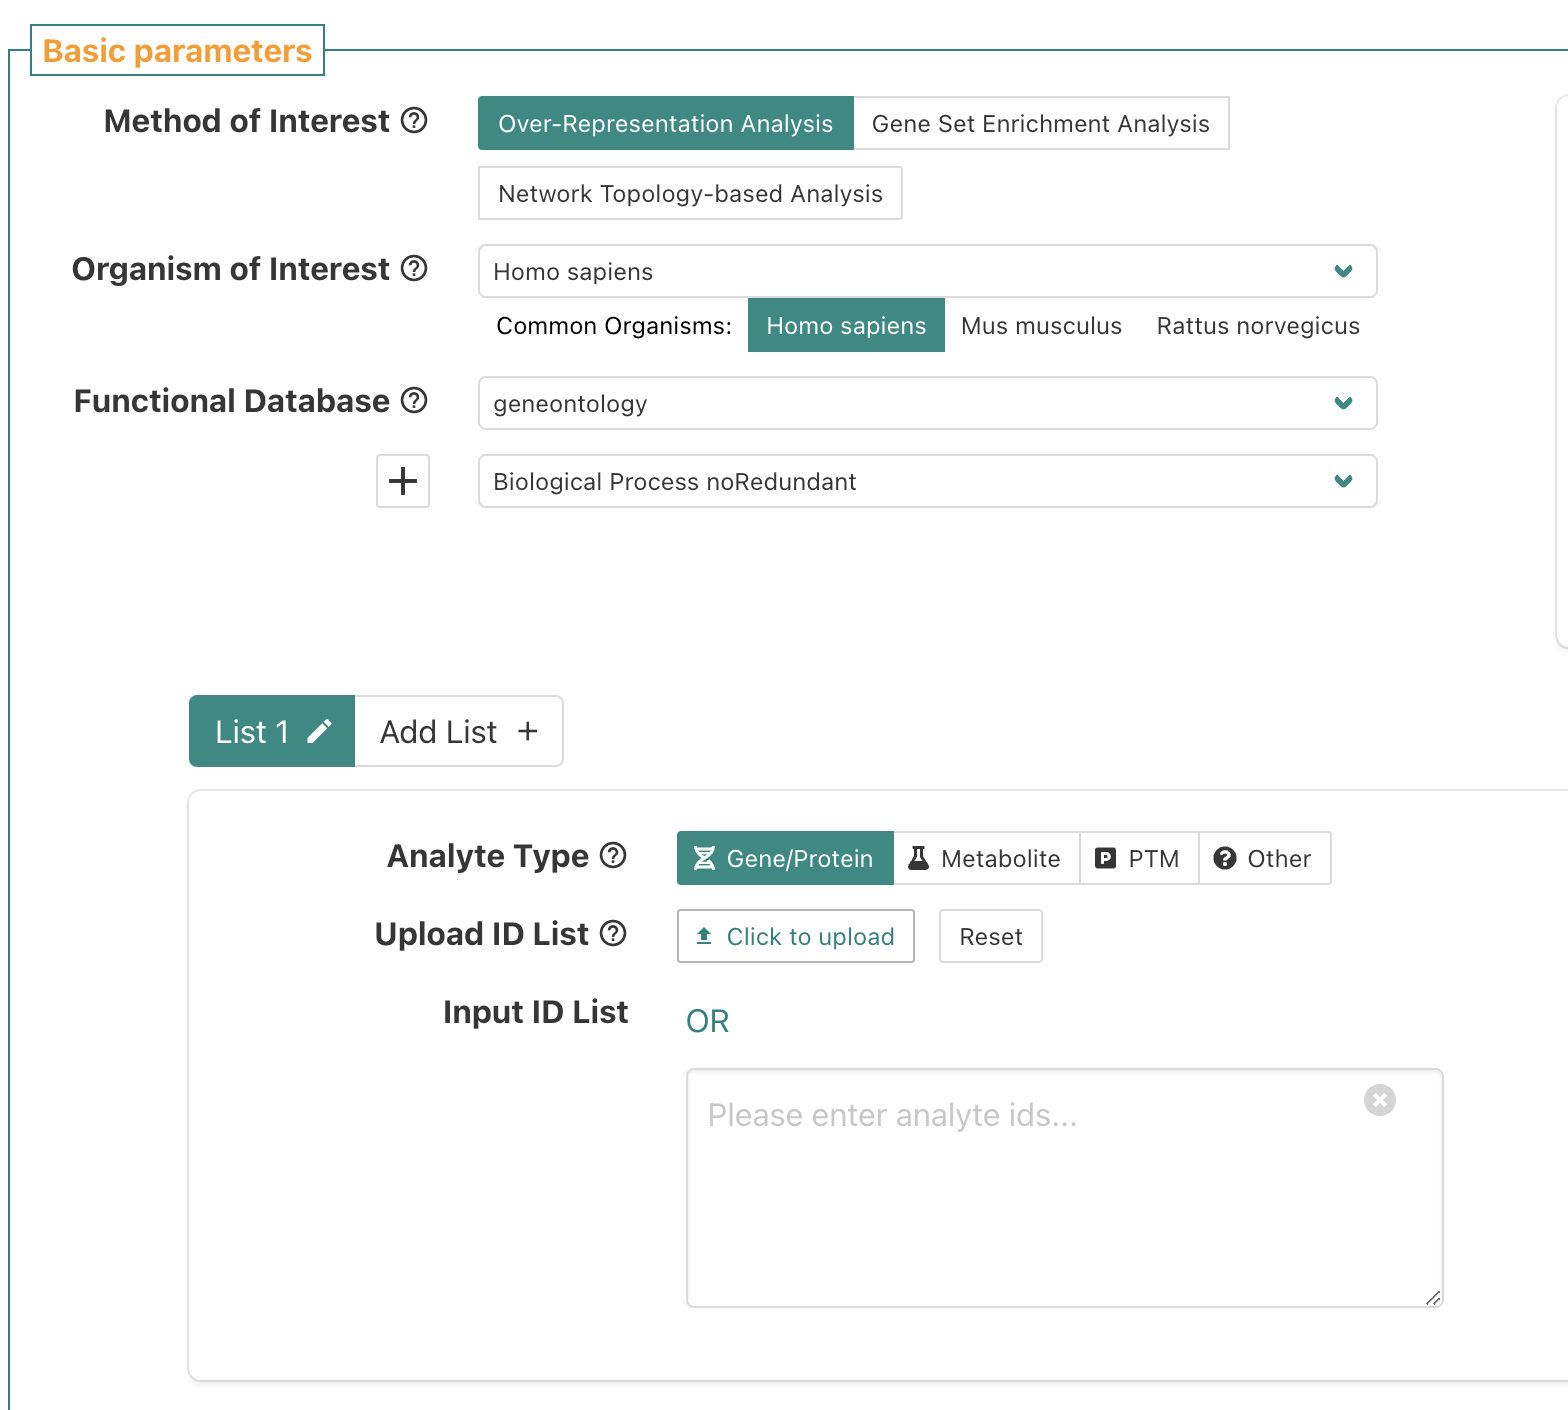 Basic parameters
Method of Interest
Over-Representation Analysis
Gene Set Enrichment Analysis
Network Topology-based Analysis
Organism of Interest
Homo sapiens
Common Organisms: Homo sapiens Mus musculus Rattus norvegicus
Functional Database
geneontology
Biological Process noRedundant
List 1
Add List +
Analyte Type
Gene/Protein
Metabolite
P PTM
Other
Upload ID List
Click to upload
Reset
Input ID List
OR
Please enter analyte ids...